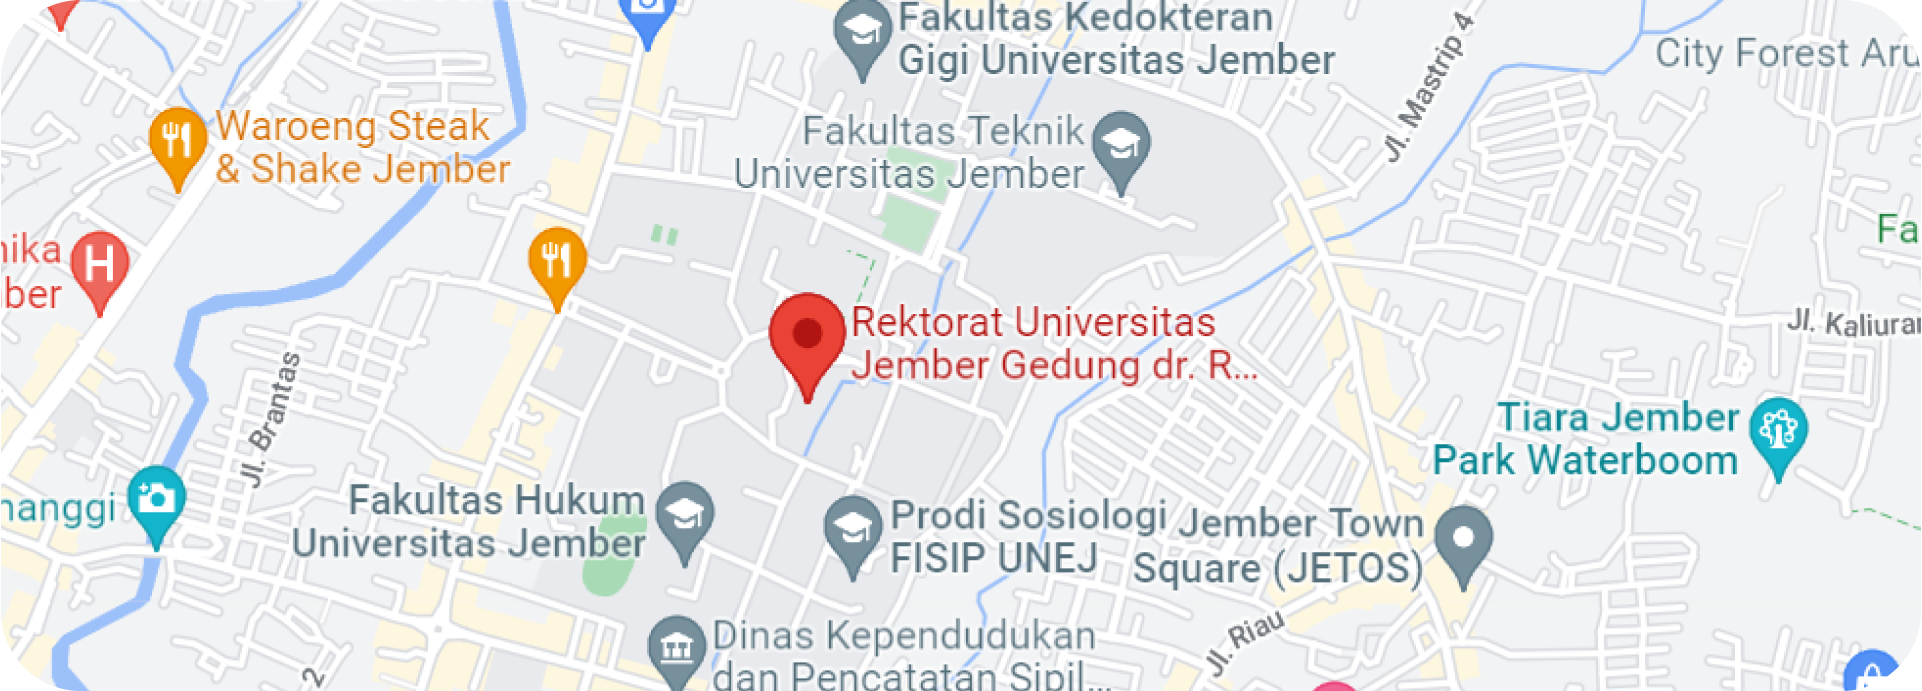 Fakultas Kedokteran
Gigi Universitas Jember
Jl. Mastrip 4
City Forest Aru
Waroeng Steak
& Shake Jember
Fakultas Teknik
Universitas Jember
nika
ber
H
Fa
Rektorat Universitas
Jember Gedung dr. R...
Jl. Kaliuran
Jl. Brantas
Tiara Jember
Park Waterboom
nanggi
Fakultas Hukum
Universitas Jember
Prodi Sosiologi
FISIP UNEJ
Jember Town
Square (JETOS)
Jl. Riau
Dinas Kependudukan
dan Pencatatan Sipil...
2